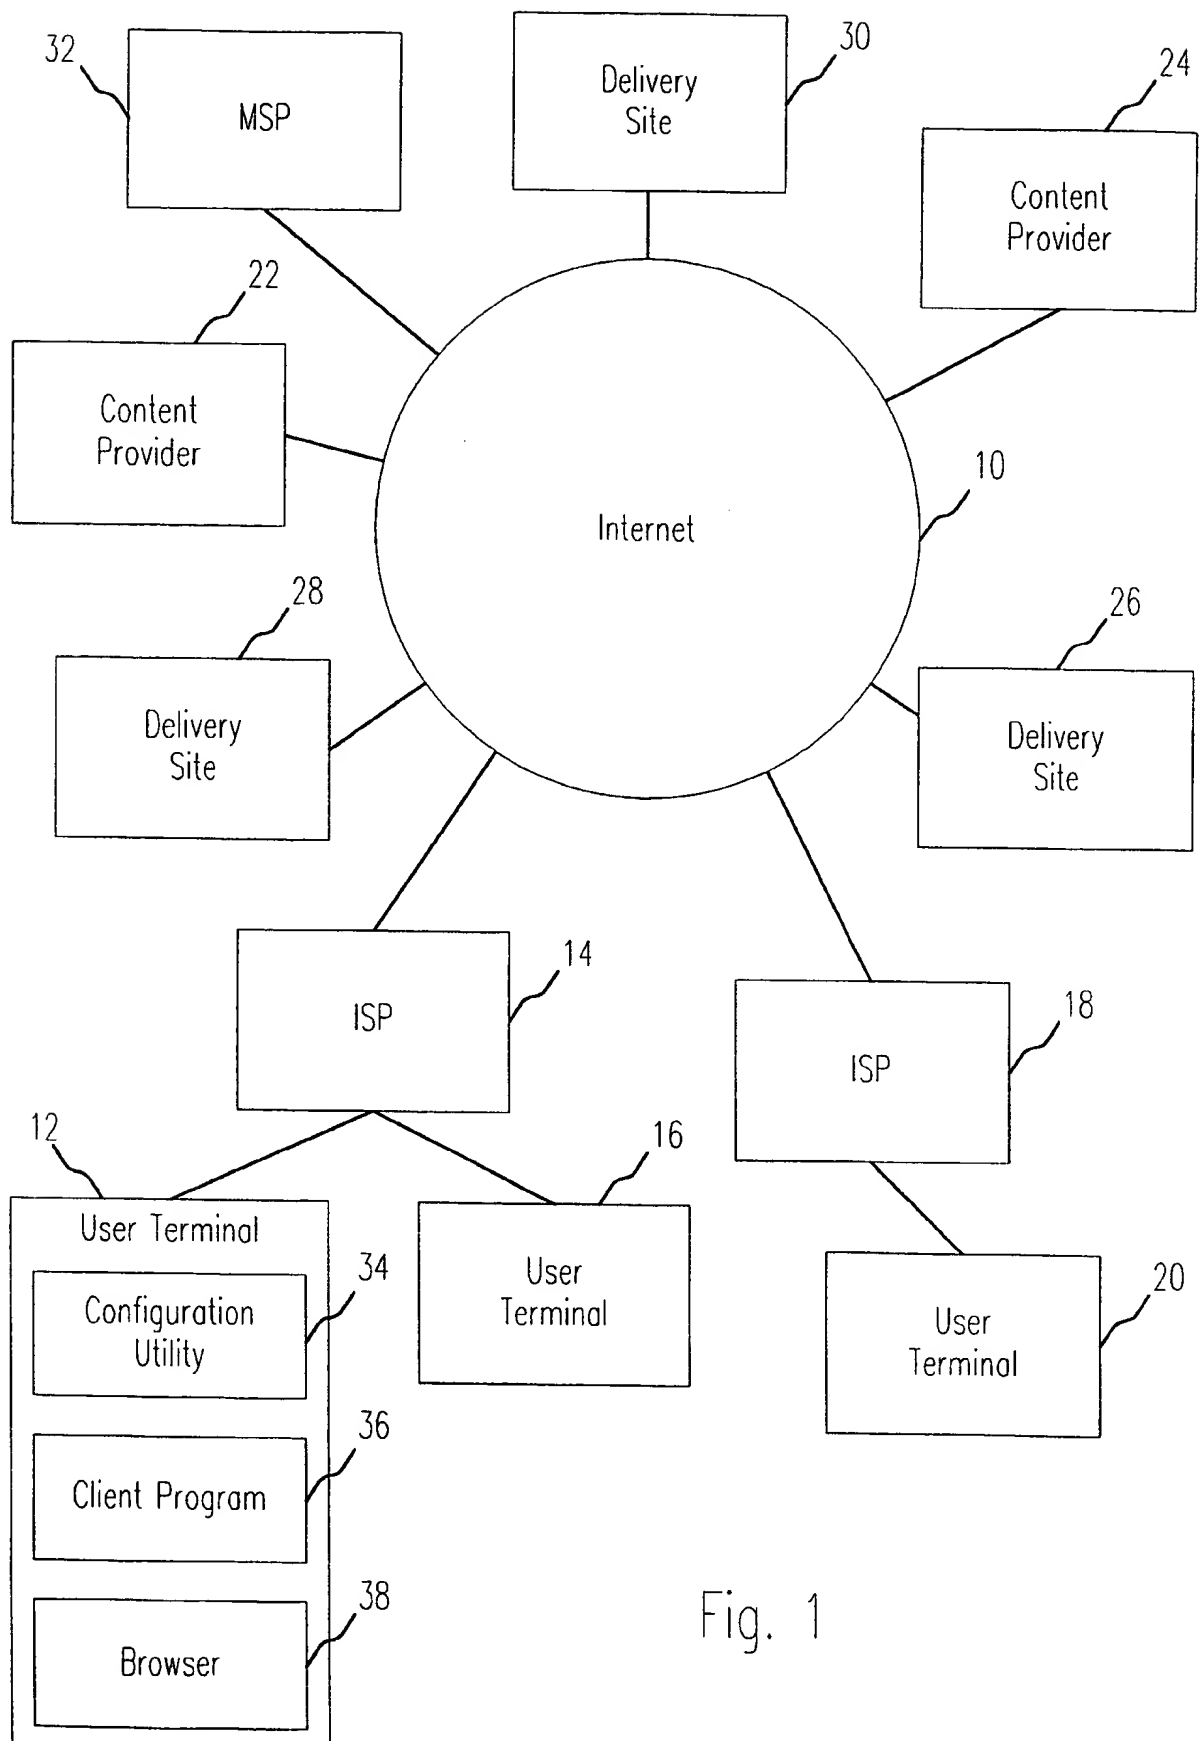 32
MSP
30
Delivery
Site
24
Content
Provider
22
Content
Provider
10
Internet
28
Delivery
Site
26
Delivery
Site
14
ISP
18
ISP
12
User Terminal
34
Configuration
Utility
36
Client Program
38
Browser
16
User
Terminal
20
User
Terminal
Fig. 1